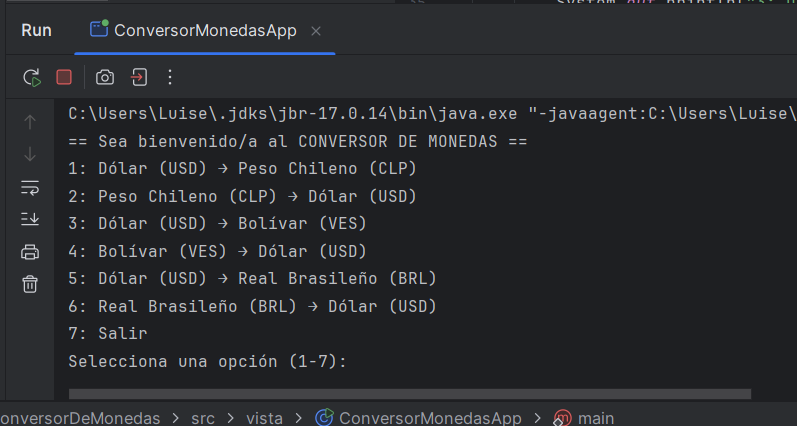 Run ConversorMonedasApp ×
C:\Users\Luise\.jdks\jbr-17.0.14\bin\java.exe "-javaagent:C:\Users\Luise\
== Sea bienvenido/a al CONVERSOR DE MONEDAS ==
1: Dólar (USD) → Peso Chileno (CLP)
2: Peso Chileno (CLP) → Dólar (USD)
3: Dólar (USD) → Bolívar (VES)
4: Bolívar (VES) → Dólar (USD)
5: Dólar (USD) → Real Brasileño (BRL)
6: Real Brasileño (BRL) → Dólar (USD)
7: Salir
Selecciona una opción (1-7):
onversorDeMonedas > src > vista > ConversorMonedasApp > main